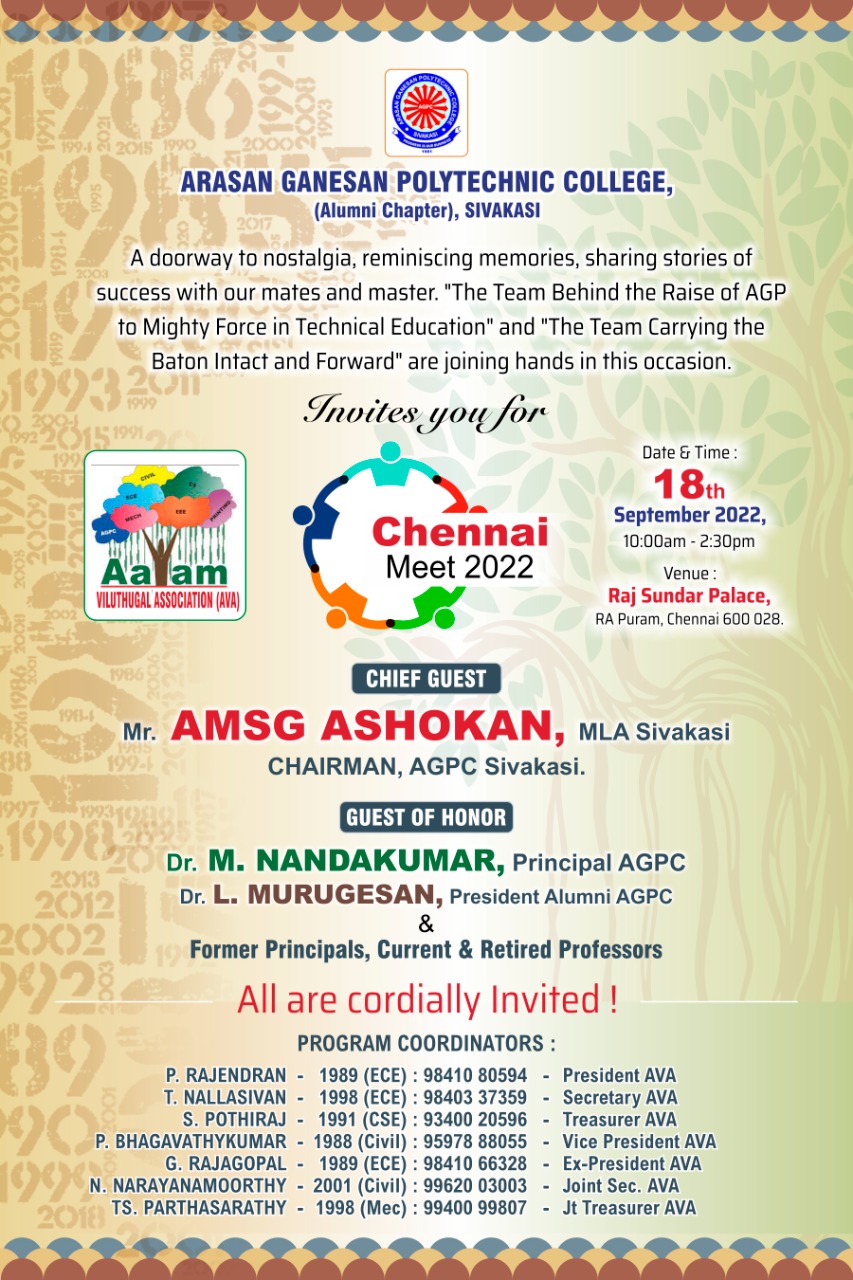 ARASAN GANESAN POLYTECHNIC COLLEGE
AGPC
SIVAKASI
1981
ARASAN GANESAN POLYTECHNIC COLLEGE,
(Alumni Chapter), SIVAKASI
A doorway to nostalgia, reminiscing memories, sharing stories of
success with our mates and master. "The Team Behind the Raise of AGP
to Mighty Force in Technical Education" and "The Team Carrying the
Baton Intact and Forward" are joining hands in this occasion.
Invites you for
CIVIL
ECE
CS
MECH
EEE
PRINTING
AGPC
Aalam
VILUTHUGAL ASSOCIATION (AVA)
Chennai
Meet 2022
Date & Time :
18th
September 2022,
10:00am - 2:30pm
Venue :
Raj Sundar Palace,
RA Puram, Chennai 600 028.
CHIEF GUEST
Mr. AMSG ASHOKAN, MLA Sivakasi
CHAIRMAN, AGPC Sivakasi.
GUEST OF HONOR
Dr. M. NANDAKUMAR, Principal AGPC
Dr. L. MURUGESAN, President Alumni AGPC
&
Former Principals, Current & Retired Professors
All are cordially Invited !
PROGRAM COORDINATORS :
P. RAJENDRAN - 1989 (ECE) : 98410 80594 - President AVA
T. NALLASIVAN - 1998 (ECE) : 98403 37359 - Secretary AVA
S. POTHIRAJ - 1991 (CSE) : 93400 20596 - Treasurer AVA
P. BHAGAVATHYKUMAR - 1988 (Civil) : 95978 88055 - Vice President AVA
G. RAJAGOPAL - 1989 (ECE) : 98410 66328 - Ex-President AVA
N. NARAYANAMOORTHY - 2001 (Civil) : 99620 03003 - Joint Sec. AVA
TS. PARTHASARATHY - 1998 (Mec) : 99400 99807 - Jt Treasurer AVA